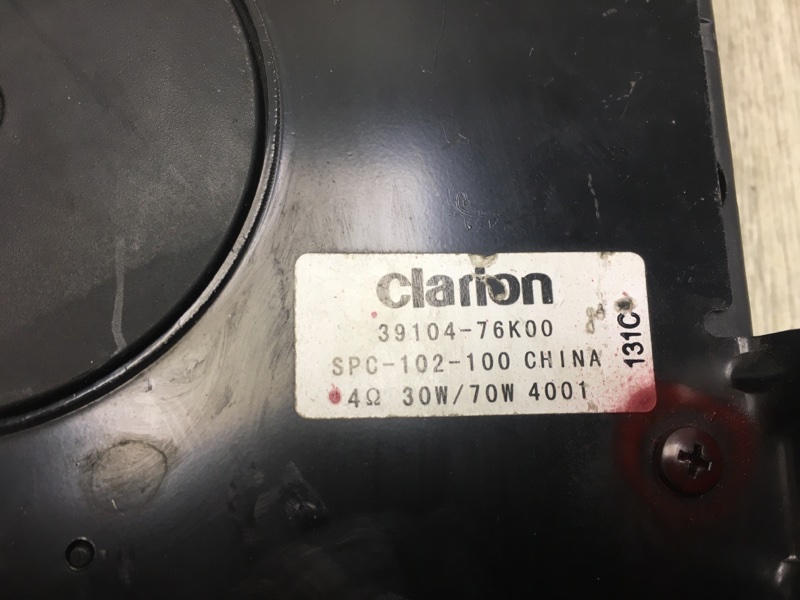 clarion
39104-76K00
SPC-102-100 CHINA
4Ω 30W/70W 4001
131C